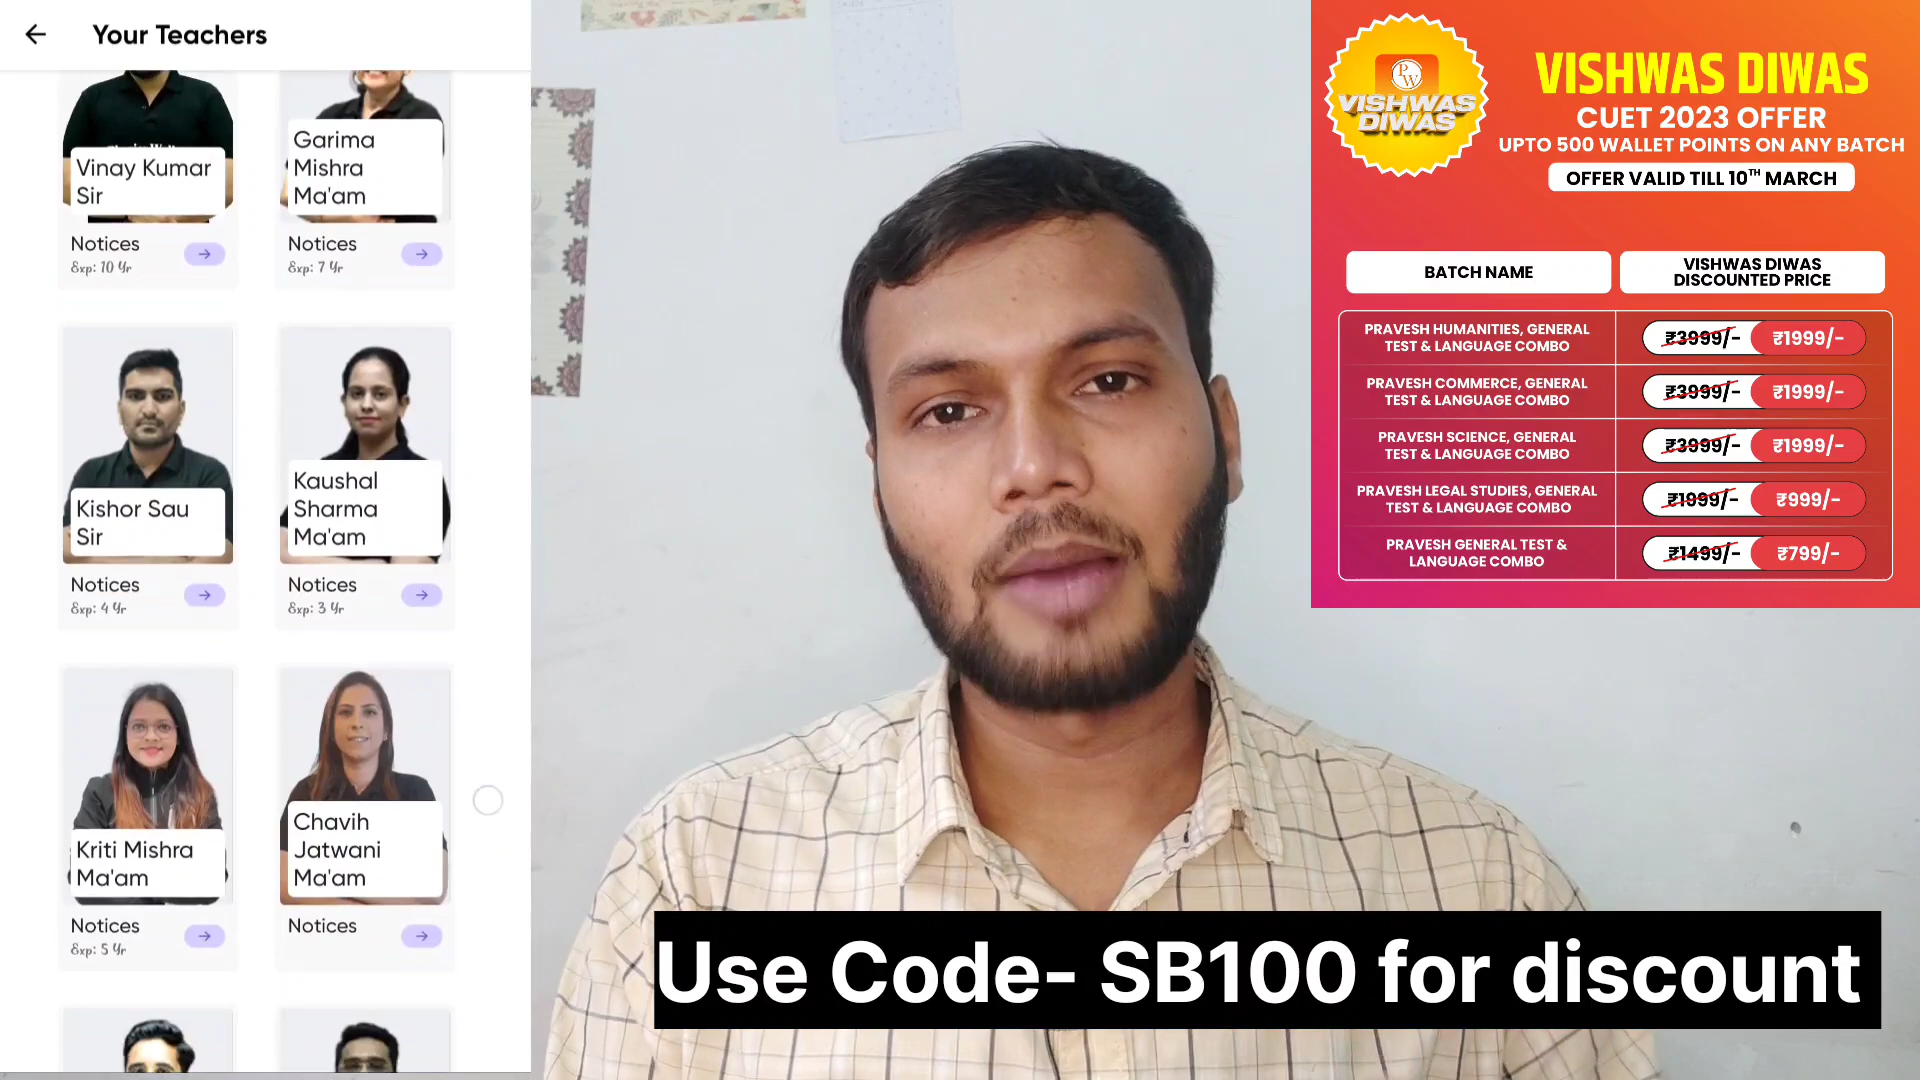 Your Teachers
Vinay Kumar
Sir
Notices
Exp: 10 Yr
Garima
Mishra
Ma'am
Notices
Exp: 7 Yr
Kishor Sau
Sir
Notices
Exp: 4 Yr
Kaushal
Sharma
Ma'am
Notices
Exp: 3 Yr
Kriti Mishra
Ma'am
Notices
Exp: 5 Yr
Chavih
Jatwani
Ma'am
Notices
PW
VISHWAS
DIWAS
VISHWAS DIWAS
CUET 2023 OFFER
UPTO 500 WALLET POINTS ON ANY BATCH
OFFER VALID TILL 10TH MARCH
BATCH NAME
VISHWAS DIWAS
DISCOUNTED PRICE
PRAVESH HUMANITIES, GENERAL
TEST & LANGUAGE COMBO
₹3999/- ₹1999/-
PRAVESH COMMERCE, GENERAL
TEST & LANGUAGE COMBO
₹3999/- ₹1999/-
PRAVESH SCIENCE, GENERAL
TEST & LANGUAGE COMBO
₹3999/- ₹1999/-
PRAVESH LEGAL STUDIES, GENERAL
TEST & LANGUAGE COMBO
₹1999/- ₹999/-
PRAVESH GENERAL TEST &
LANGUAGE COMBO
₹1499/- ₹799/-
Use Code- SB100 for discount